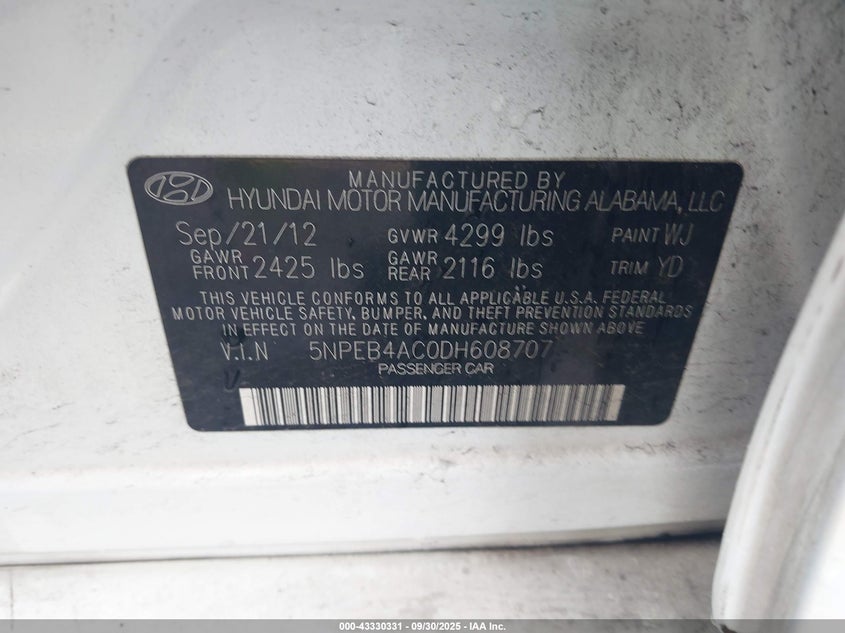 MANUFACTURED BY
HYUNDAI MOTOR MANUFACTURING ALABAMA, LLC
Sep/21/12 GVWR 4299 lbs PAINT WJ
GAWR FRONT 2425 lbs GAWR REAR 2116 lbs TRIM YD
THIS VEHICLE CONFORMS TO ALL APPLICABLE U.S.A. FEDERAL
MOTOR VEHICLE SAFETY, BUMPER, AND THEFT PREVENTION STANDARDS
IN EFFECT ON THE DATE OF MANUFACTURE SHOWN ABOVE
V.I.N 5NPEB4AC0DH608707
PASSENGER CAR
000-43330331 - 09/30/2025 - IAA Inc.